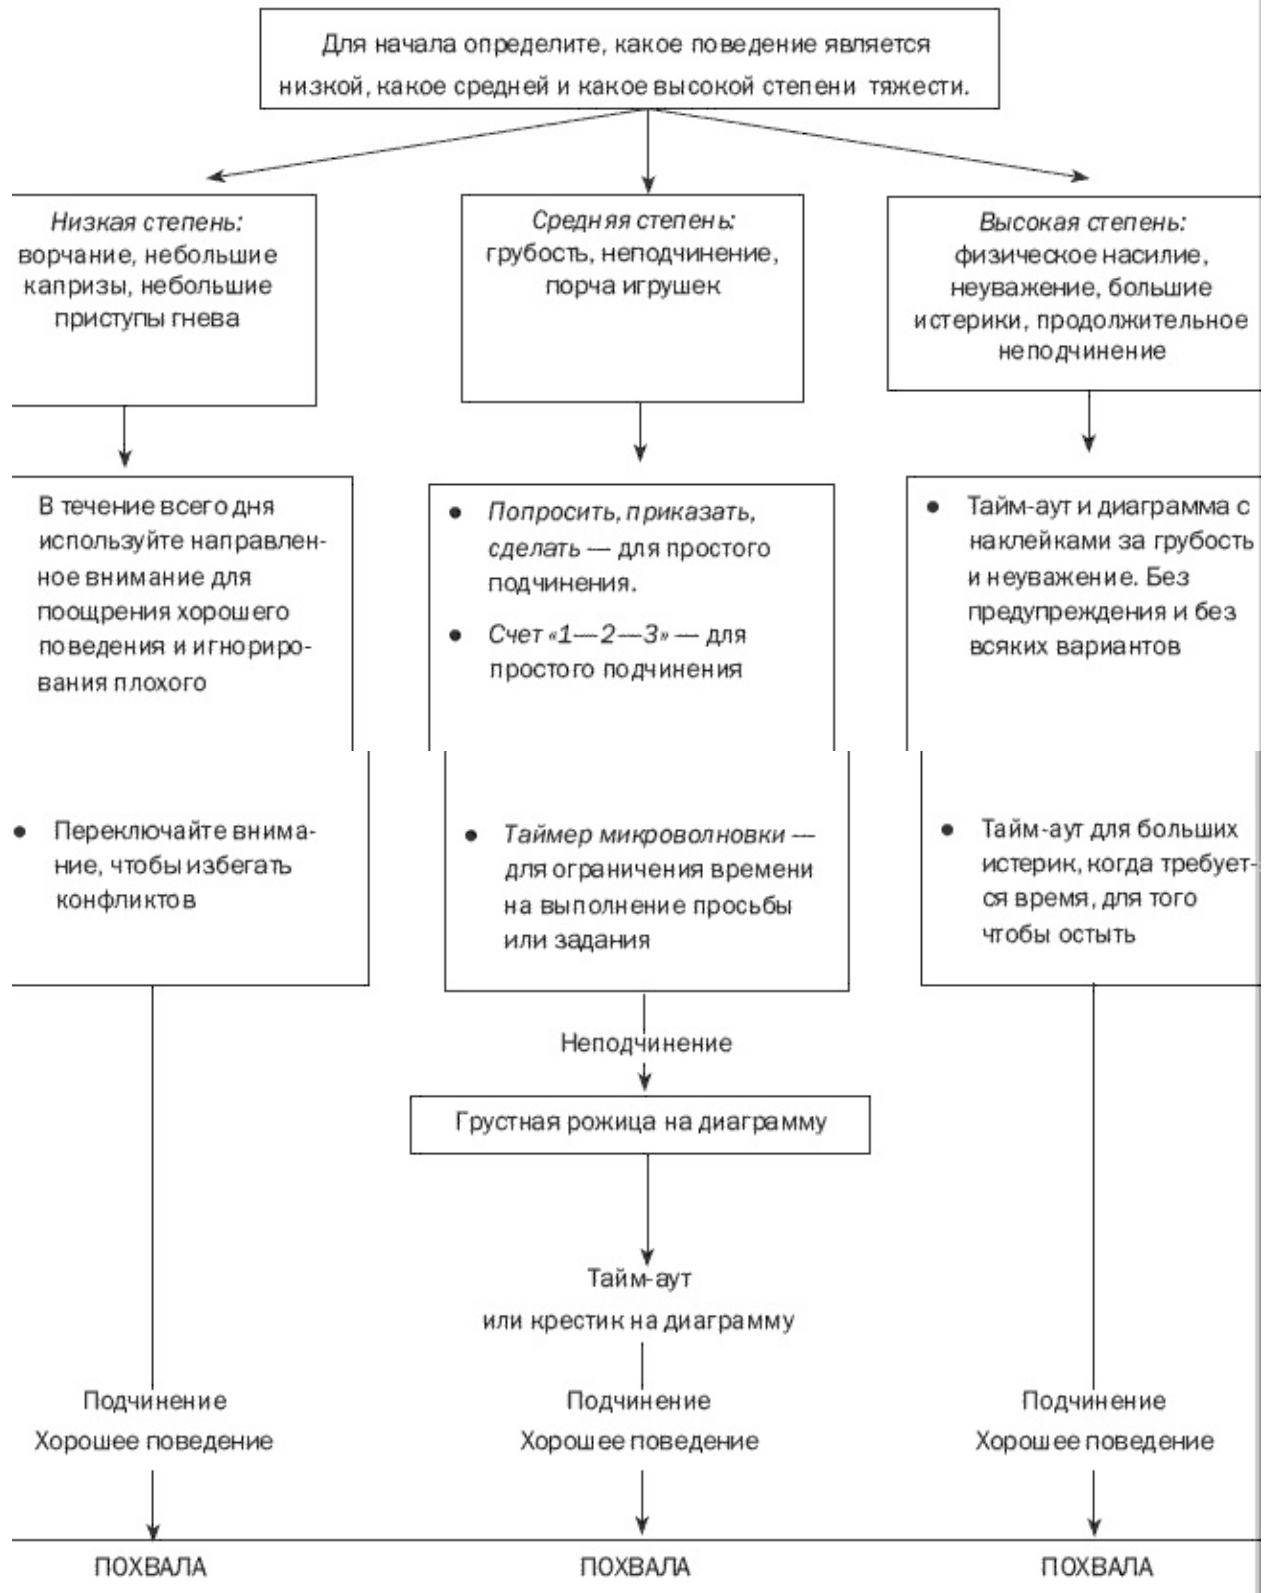 Для начала определите, какое поведение является
низкой, какое средней и какое высокой степени тяжести.
Низкая степень:
ворчание, небольшие
капризы, небольшие
приступы гнева
Средняя степень:
грубость, неподчинение,
порча игрушек
Высокая степень:
физическое насилие,
неуважение, большие
истерики, продолжительное
неподчинение
В течение всего дня
используйте направлен-
ное внимание для
поощрения хорошего
поведения и игнориро-
вания плохого
• Переключайте внима-
ние, чтобы избегать
конфликтов
• Попросить, приказать,
сделать — для простого
подчинения.
• Счет «1—2—3» — для
простого подчинения
• Таймер микроволновки —
для ограничения времени
на выполнение просьбы
или задания
• Тайм-аут и диаграмма с
наклейками за грубость
и неуважение. Без
предупреждения и без
всяких вариантов
• Тайм-аут для больших
истерик, когда требует-
ся время, для того
чтобы остыть
Неподчинение
Грустная рожица на диаграмму
Тайм-аут
или крестик на диаграмму
Подчинение
Хорошее поведение
Подчинение
Хорошее поведение
Подчинение
Хорошее поведение
ПОХВАЛА
ПОХВАЛА
ПОХВАЛА